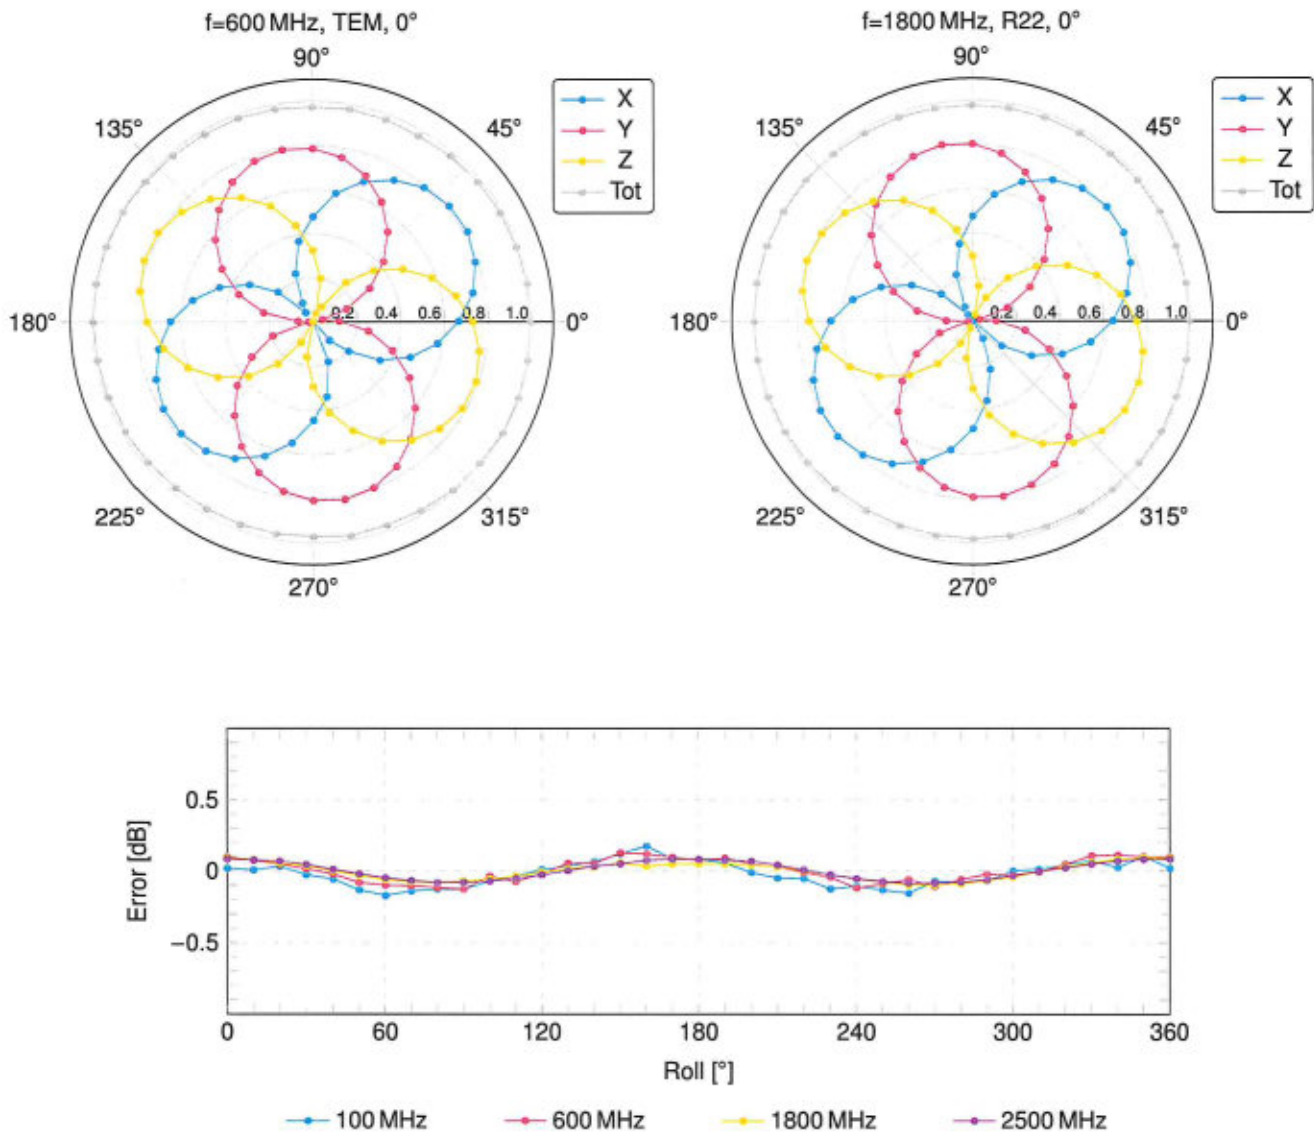 f=600 MHz, TEM, 0°
f=1800 MHz, R22, 0°
90°
90°
X
Y
Z
Tot
X
Y
Z
Tot
135°
45°
135°
45°
180°
0.2 0.4 0.6 0.8 1.0
0°
180°
0.2 0.4 0.6 0.8 1.0
0°
225°
315°
225°
315°
270°
270°
Error [dB]
0.5
0
−0.5
0 60 120 180 240 300 360
Roll [°]
100 MHz 600 MHz 1800 MHz 2500 MHz